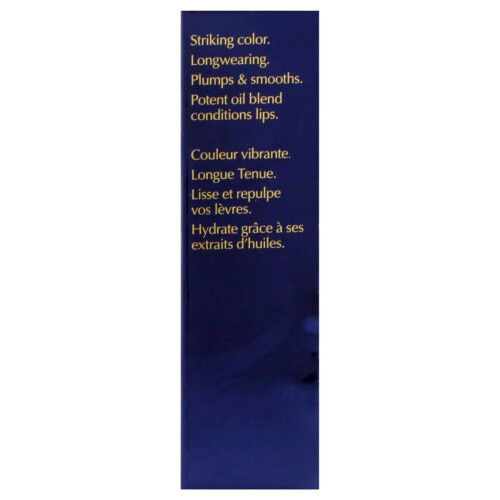 Striking color.
Longwearing.
Plumps & smooths.
Potent oil blend
conditions lips.
Couleur vibrante.
Longue Tenue.
Lisse et repulpe
vos lèvres.
Hydrate grâce à ses
extraits d'huiles.